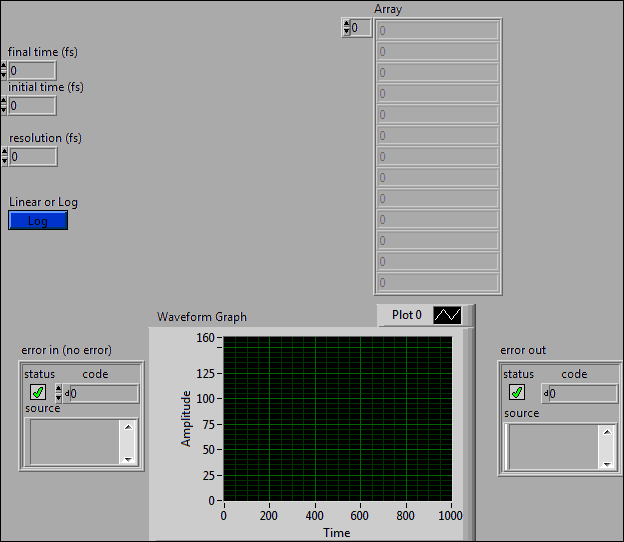 Array
0
0
0
0
0
0
0
0
0
0
0
0
0
0
final time (fs)
0
initial time (fs)
0
resolution (fs)
0
Linear or Log
Log
Waveform Graph
Plot 0
160
125
100
75
50
25
0
Amplitude
0 200 400 600 800 1000
Time
error in (no error)
status code
d0
source
error out
status code
d0
source